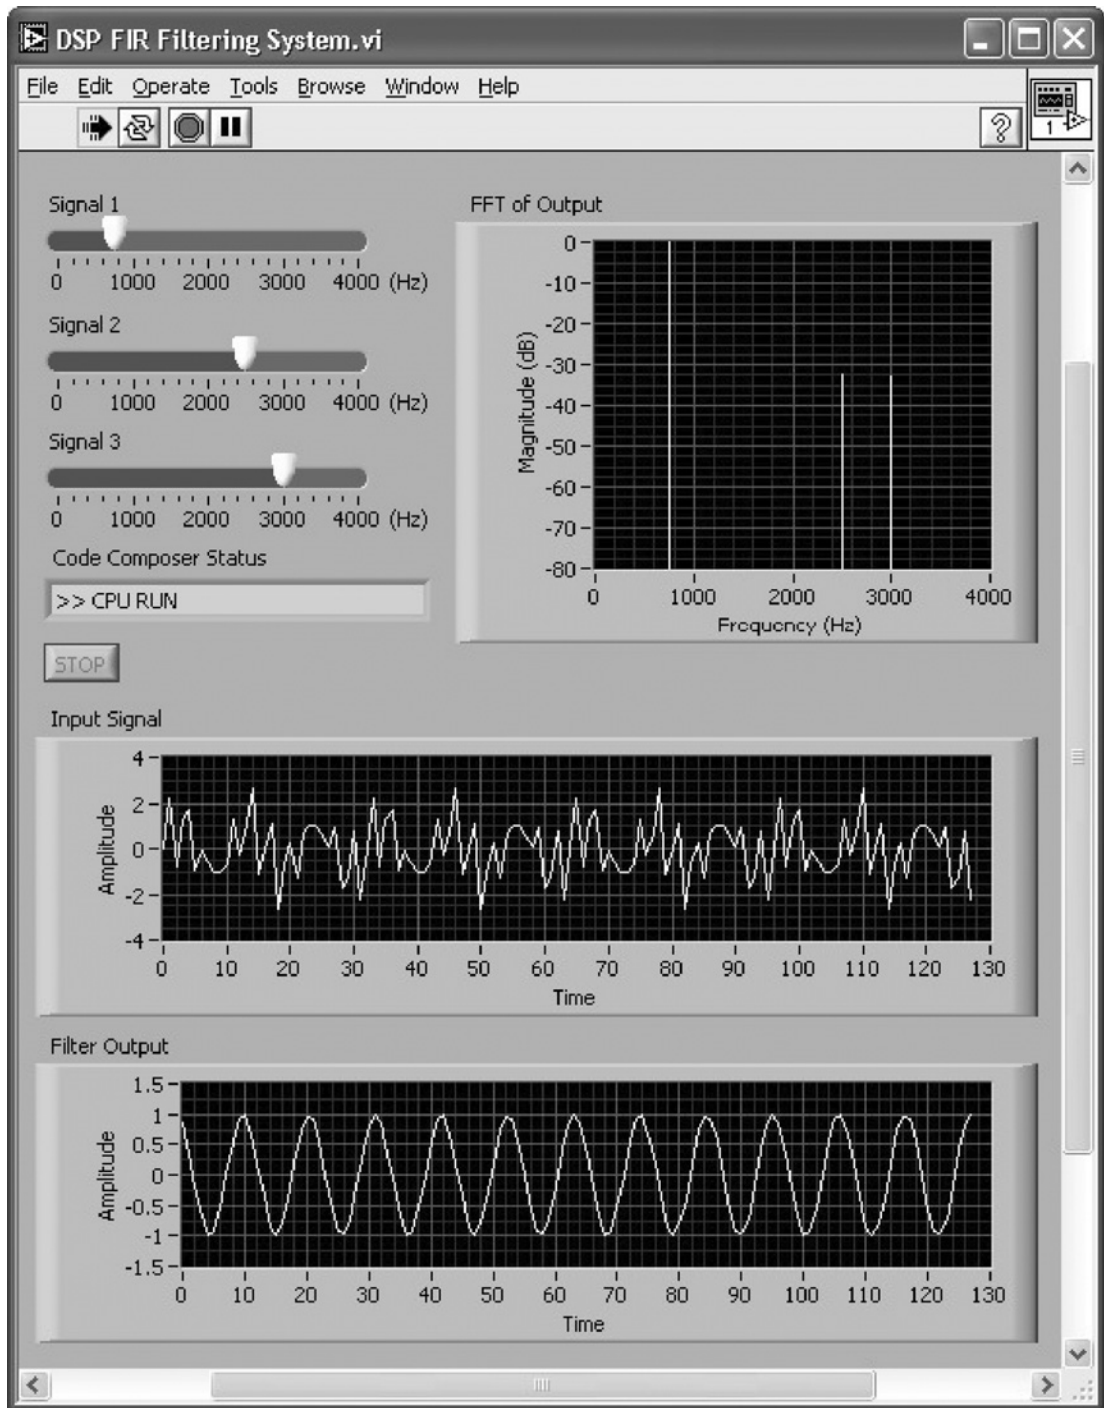 DSP FIR Filtering System.vi
File Edit Operate Tools Browse Window Help
1
Signal 1
0 1000 2000 3000 4000 (Hz)
Signal 2
0 1000 2000 3000 4000 (Hz)
Signal 3
0 1000 2000 3000 4000 (Hz)
Code Composer Status
>> CPU RUN
STOP
FFT of Output
Magnitude (dB)
0
-10
-20
-30
-40
-50
-60
-70
-80
0 1000 2000 3000 4000
Frequency (Hz)
Input Signal
Amplitude
4
2
0
-2
-4
0 10 20 30 40 50 60 70 80 90 100 110 120 130
Time
Filter Output
Amplitude
1.5
1
0.5
0
-0.5
-1
-1.5
0 10 20 30 40 50 60 70 80 90 100 110 120 130
Time